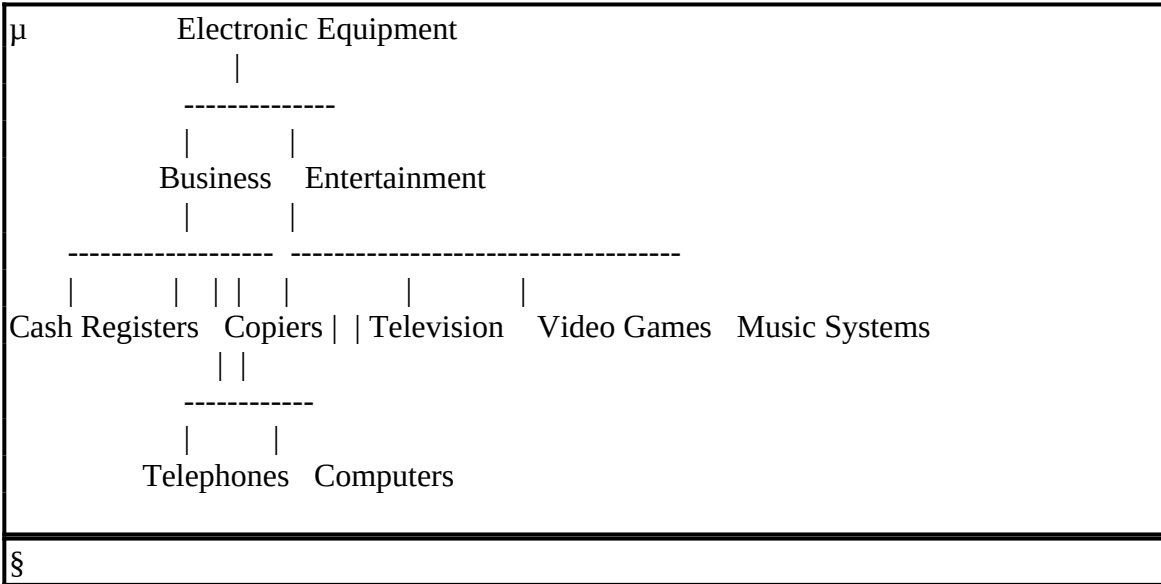 µ Electronic Equipment
|
--------------
| |
Business Entertainment
| |
------------------- ------------------------------------
| | | | | | |
Cash Registers Copiers | | Television Video Games Music Systems
| |
------------
| |
Telephones Computers
§